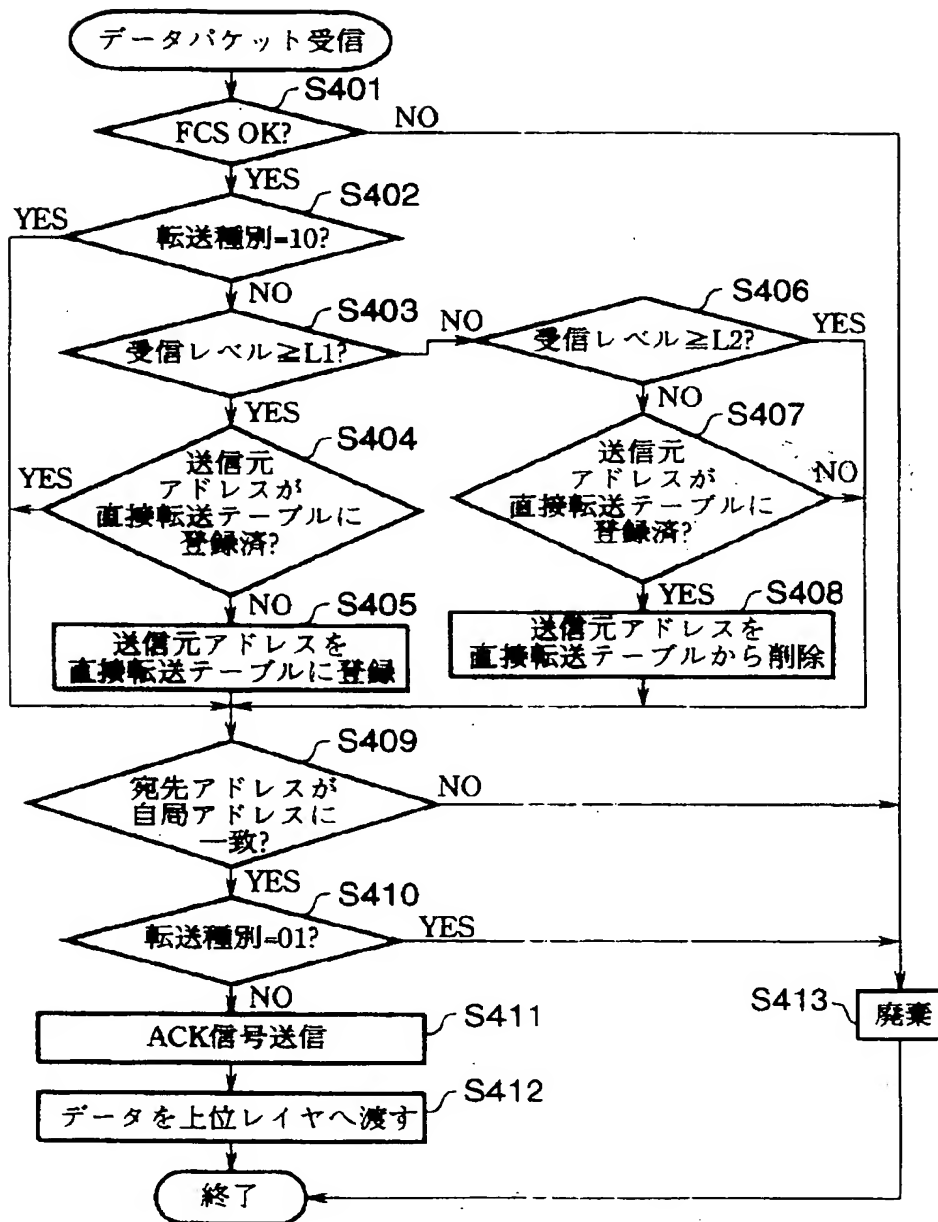 データパケット受信
S401
FCS OK?
NO
YES
S402
YES
転送種別=10?
NO
S403
受信レベル≧L1?
NO
S406
受信レベル≧L2?
YES
YES
NO
S404
YES
送信元
アドレスが
直接転送テーブルに
登録済?
S407
送信元
アドレスが
直接転送テーブルに
登録済?
NO
NO
S405
送信元アドレスを
直接転送テーブルに登録
YES
S408
送信元アドレスを
直接転送テーブルから削除
S409
宛先アドレスが
自局アドレスに
一致?
NO
YES
S410
転送種別=01?
YES
NO
S411
ACK信号送信
S413
廃棄
S412
データを上位レイヤへ渡す
終了